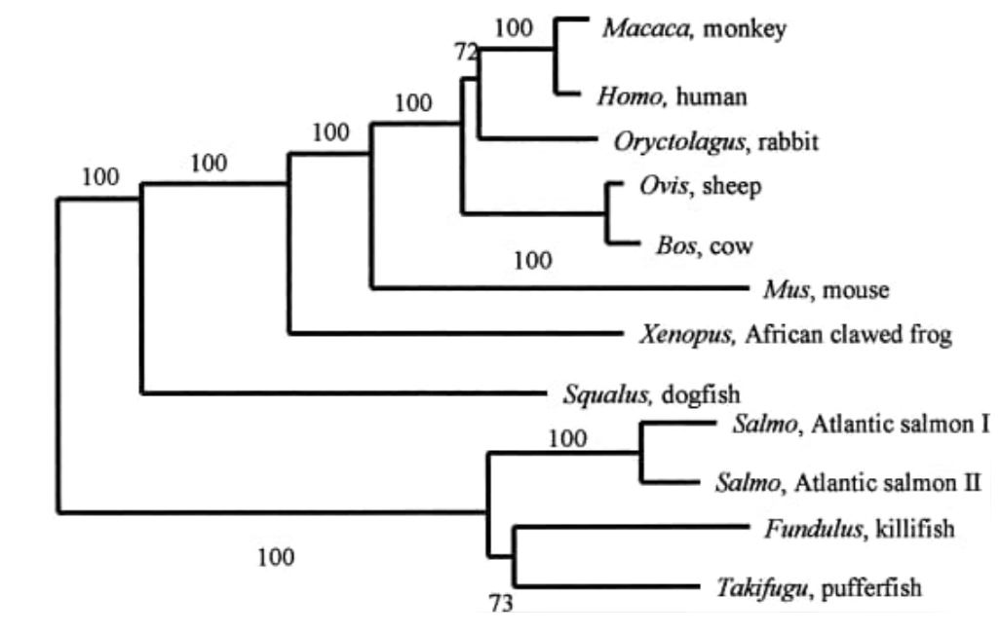 100
Macaca, monkey
72
100
Homo, human
100
Oryctolagus, rabbit
100
100
Ovis, sheep
Bos, cow
100
Mus, mouse
Xenopus, African clawed frog
Squalus, dogfish
Salmo, Atlantic salmon I
100
Salmo, Atlantic salmon II
Fundulus, killifish
100
Takifugu, pufferfish
73